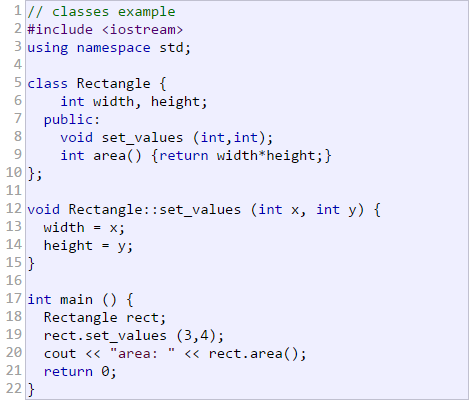 1 // classes example
2 #include <iostream>
3 using namespace std;
4
5 class Rectangle {
6     int width, height;
7   public:
8     void set_values (int,int);
9     int area() {return width*height;}
10 };
11
12 void Rectangle::set_values (int x, int y) {
13   width = x;
14   height = y;
15 }
16
17 int main () {
18   Rectangle rect;
19   rect.set_values (3,4);
20   cout << "area: " << rect.area();
21   return 0;
22 }